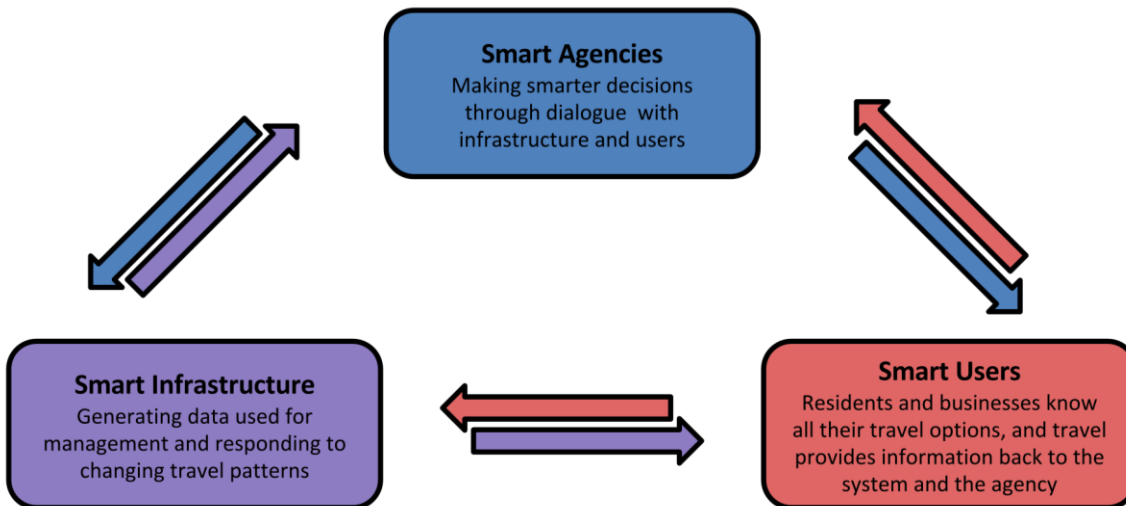 Smart Agencies
Making smarter decisions
through dialogue with
infrastructure and users
Smart Infrastructure
Generating data used for
management and responding to
changing travel patterns
Smart Users
Residents and businesses know
all their travel options, and travel
provides information back to the
system and the agency